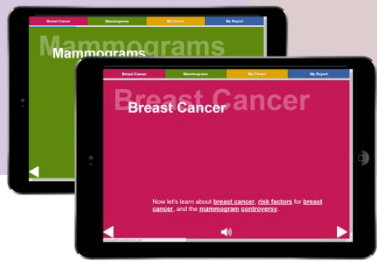 Breast Cancer Mammograms My Choice My Report
Mammograms
Mammograms
Breast Cancer Mammograms My Choice My Report
Breast Cancer
Breast Cancer
Now let's learn about breast cancer, risk factors for breast
cancer, and the mammogram controversy.